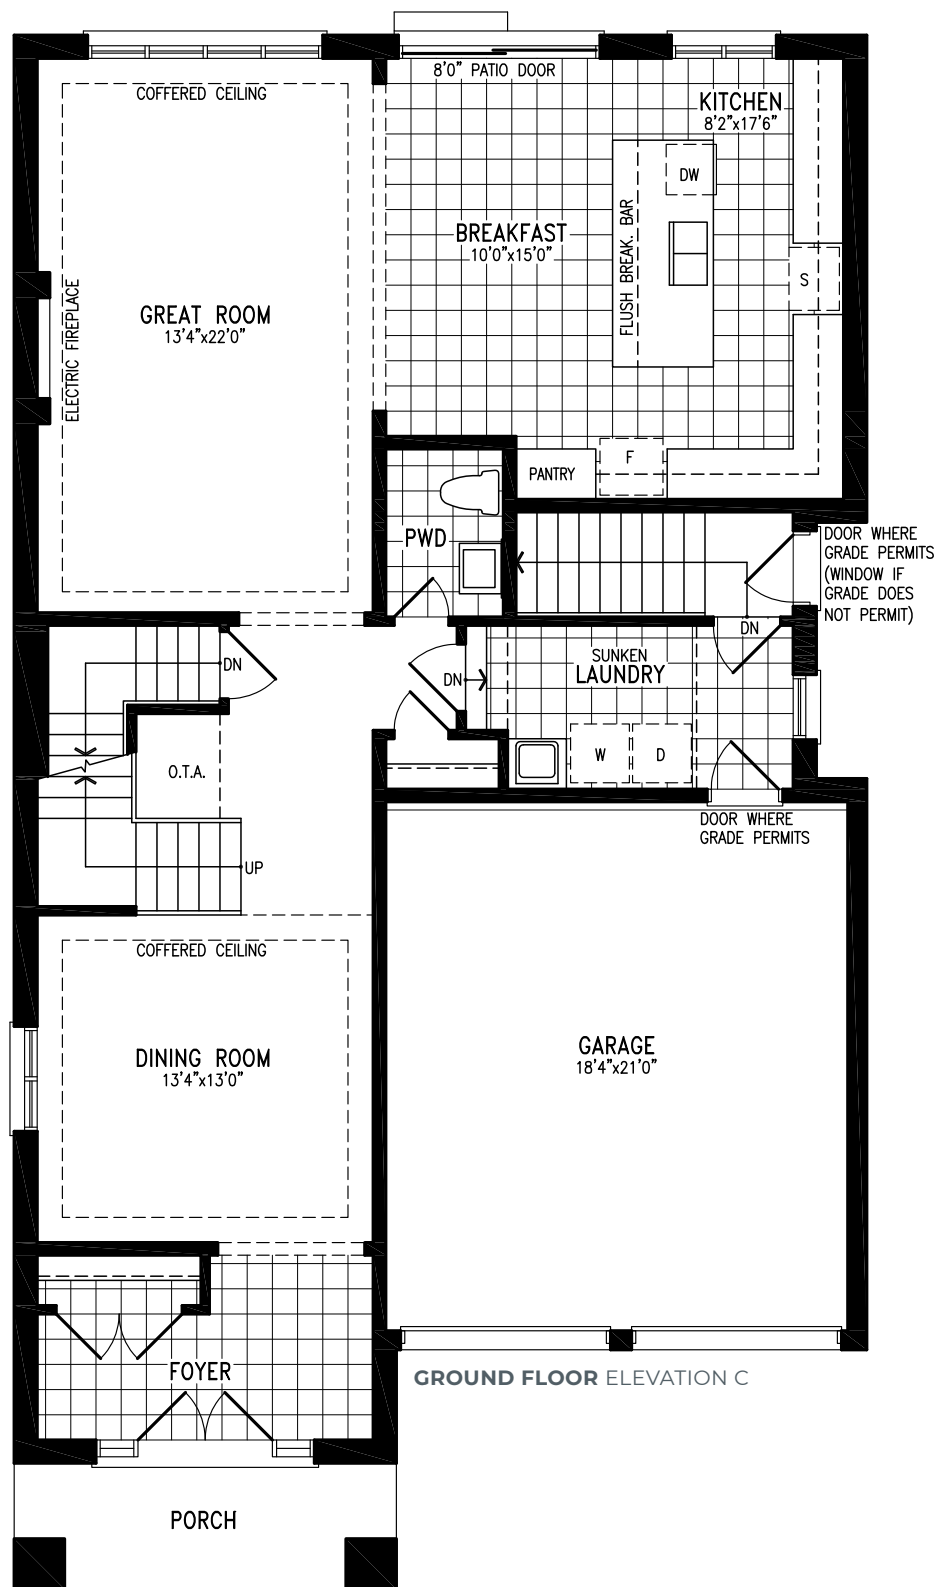 8'0" PATIO DOOR
COFFERED CEILING
KITCHEN
8'2"x17'6"
DW
BREAKFAST
10'0"x15'0"
FLUSH BREAK. BAR
S
ELECTRIC FIREPLACE
GREAT ROOM
13'4"x22'0"
F
PANTRY
PWD
DOOR WHERE
GRADE PERMITS
(WINDOW IF
GRADE DOES
NOT PERMIT)
DN
SUNKEN
LAUNDRY
DN
DN
W
D
O.T.A.
DOOR WHERE
GRADE PERMITS
UP
COFFERED CEILING
DINING ROOM
13'4"x13'0"
GARAGE
18'4"x21'0"
FOYER
GROUND FLOOR ELEVATION C
PORCH